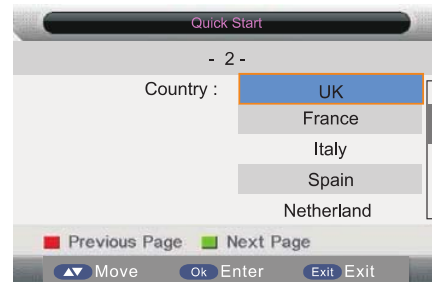 Quick Start
- 2 -
Country : UK
France
Italy
Spain
Netherland
Previous Page Next Page
Move Ok Enter Exit Exit